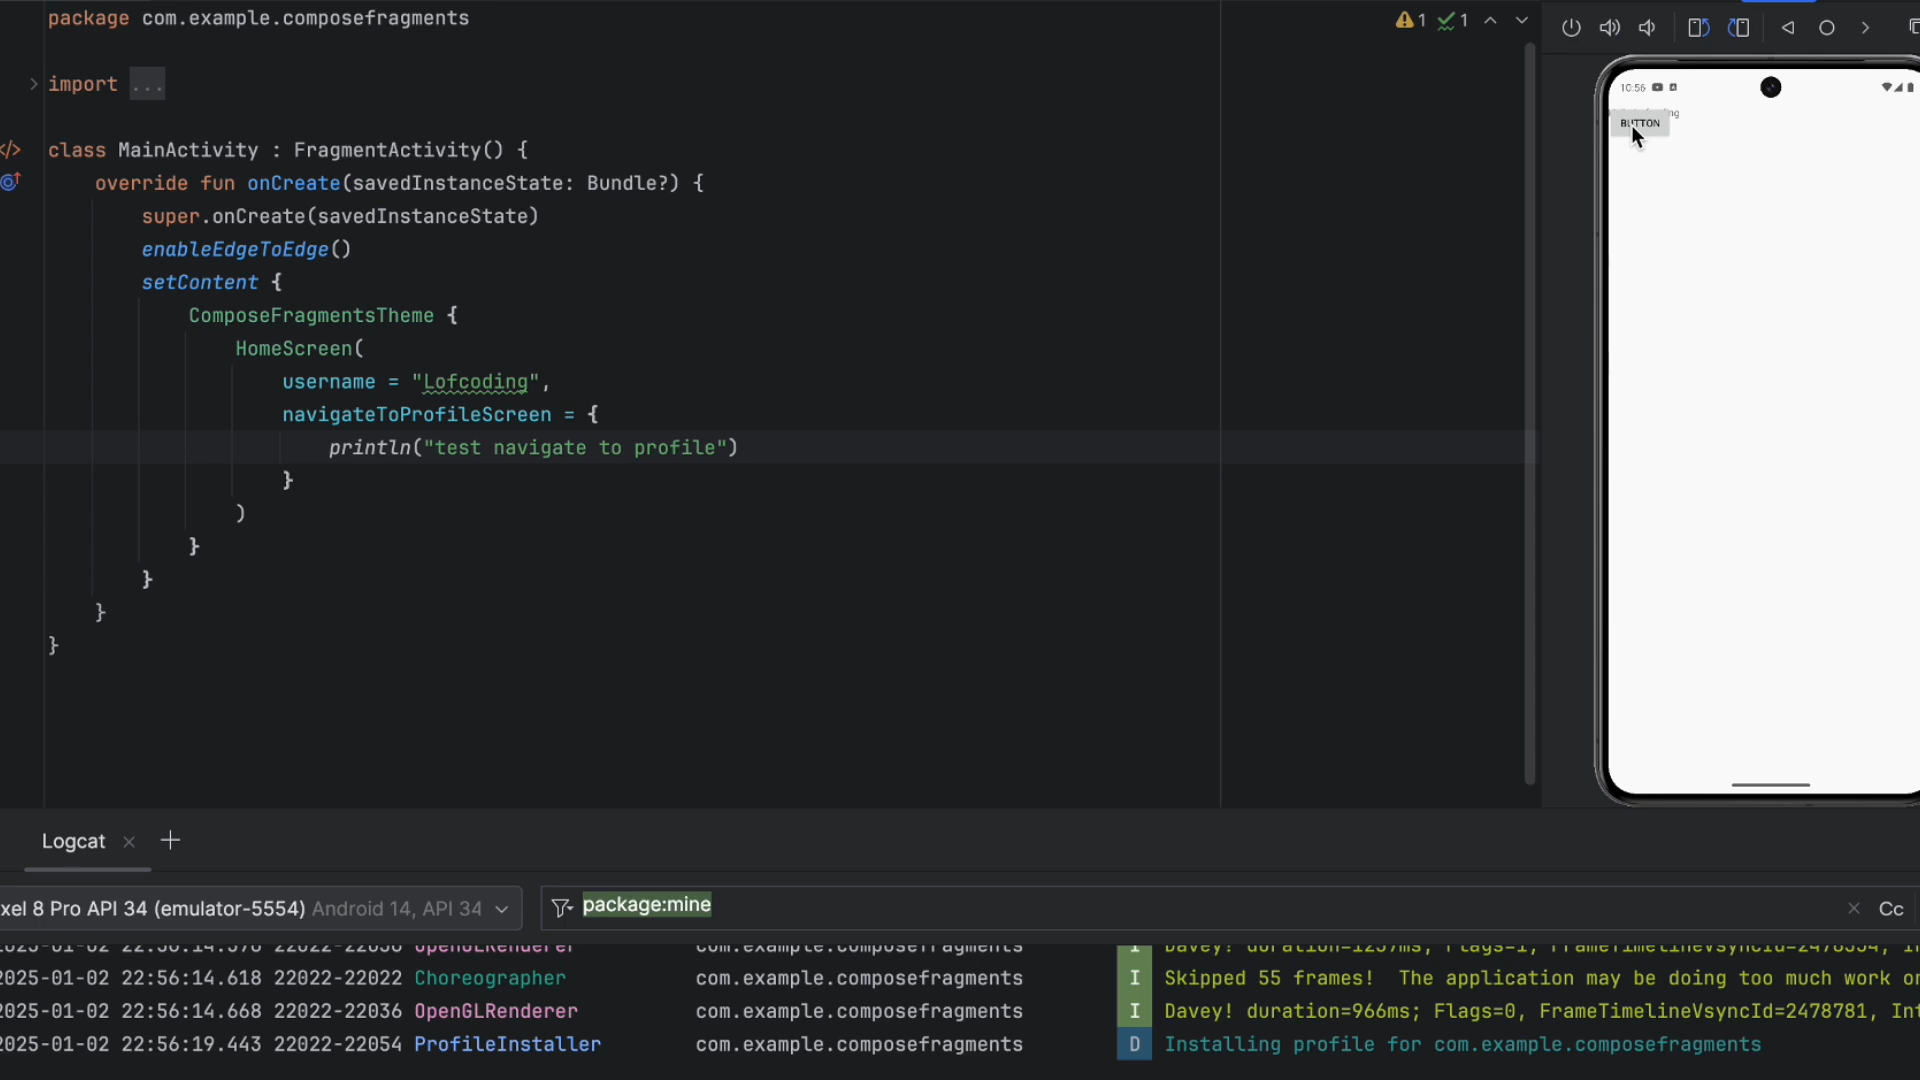 package com.example.composefragments
import ...
class MainActivity : FragmentActivity() {
override fun onCreate(savedInstanceState: Bundle?) {
super.onCreate(savedInstanceState)
enableEdgeToEdge()
setContent {
ComposeFragmentsTheme {
HomeScreen(
username = "Lofcoding",
navigateToProfileScreen = {
println("test navigate to profile")
}
)
}
}
}
}
1 1
10:56
BUTTON
Logcat
xel 8 Pro API 34 (emulator-5554) Android 14, API 34
package:mine
Cc
2025-01-02 22:56:14.618 22022-22022 Choreographer com.example.composefragments I Skipped 55 frames! The application may be doing too much work
2025-01-02 22:56:14.668 22022-22036 OpenGLRenderer com.example.composefragments I Davey! duration=966ms; Flags=0, FrameTimelineVsyncId=2478781,
2025-01-02 22:56:19.443 22022-22054 ProfileInstaller com.example.composefragments D Installing profile for com.example.composefragments